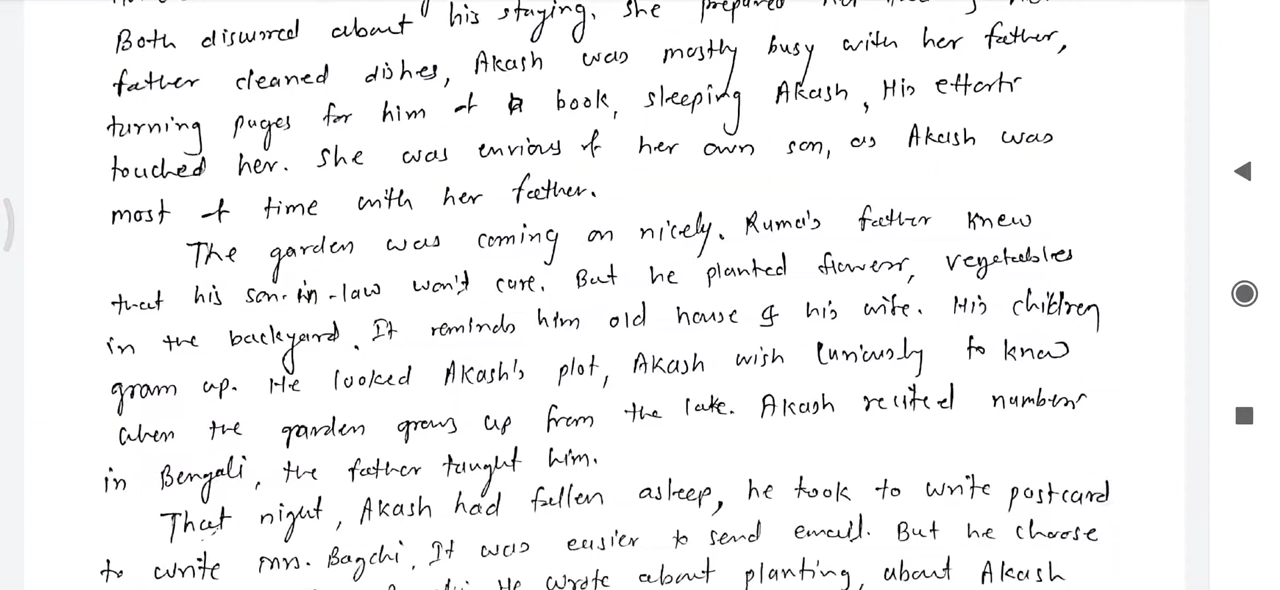 Both disword about his staying. She prepared
father cleaned dishes, Akash was mostly busy with her father,
turning pages for him of book, sleeping Akash, His efforts
touched her. She was envious of her own son, as Akash was
most of time with her father.
The garden was coming on nicely. Ruma's father knew
that his son-in-law won't care. But he planted flowers, vegetables
in the backyard. It reminds him old house of his wife. His children
grow up. He looked Akash's plot, Akash wish curiously to know
when the garden grows up from the lake. Akash recited numbers
in Bengali, the father taught him.
That night, Akash had fallen asleep, he took to write postcard
to write Mrs. Bagchi. It was easier to send email. But he choose
He wrote about planting, about Akash